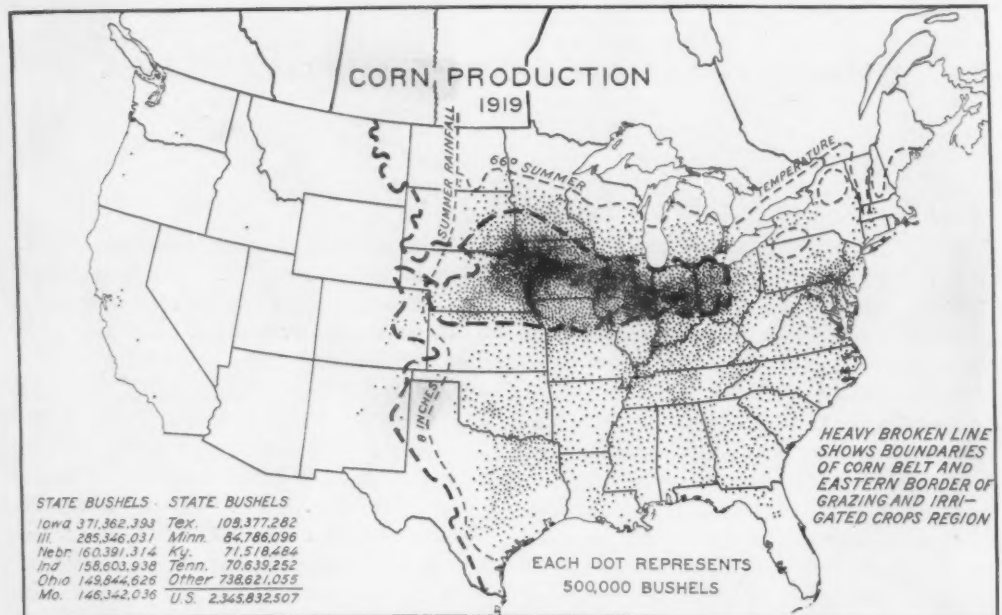 CORN PRODUCTION
1919
SUMMER RAINFALL
8 INCHES
66° SUMMER
TEMPERATURE
HEAVY BROKEN LINE
SHOWS BOUNDARIES
OF CORN BELT AND
EASTERN BORDER OF
GRAZING AND IRRI-
GATED CROPS REGION
STATE BUSHELS STATE BUSHELS
Iowa 371,362,393 Tex. 108,377,282
Ill. 285,346,031 Minn. 84,786,096
Nebr. 160,391,314 Ky. 71,518,484
Ind 158,603,938 Tenn. 70,639,252
Ohio 149,844,626 Other 738,621,055
Mo. 146,342,036 U.S. 2,345,832,507
EACH DOT REPRESENTS
500,000 BUSHELS